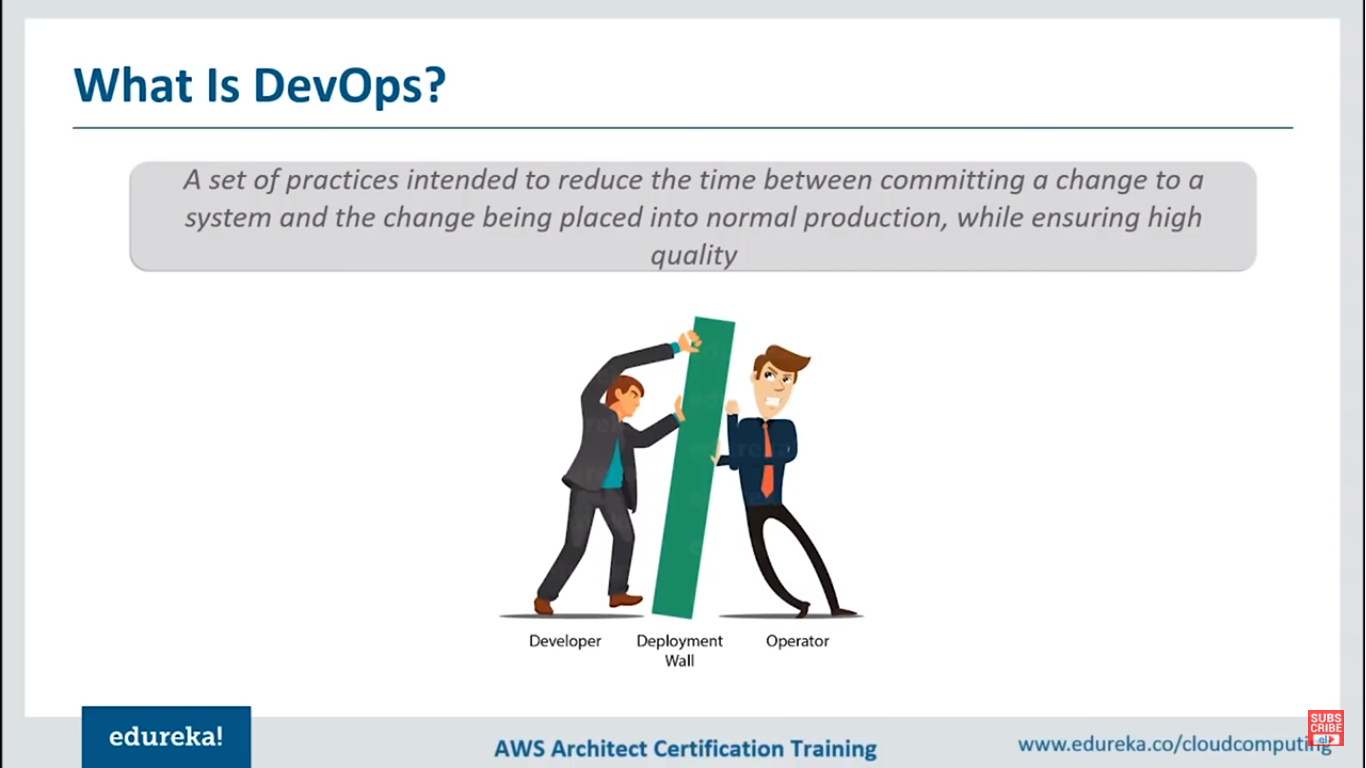 What Is DevOps?
A set of practices intended to reduce the time between committing a change to a
system and the change being placed into normal production, while ensuring high
quality
Developer
Deployment
Wall
Operator
edureka!
AWS Architect Certification Training
www.edureka.co/cloudcomputing
SUBS
CRIBE